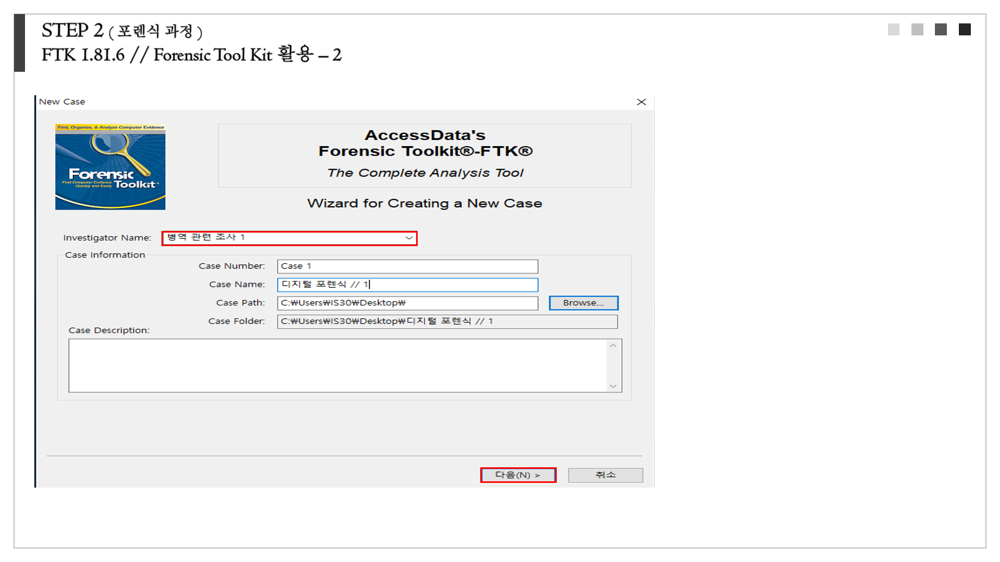 STEP 2 ( 포렌식 과정 )
FTK 1.81.6 // Forensic Tool Kit 활용 – 2
New Case
Find, Organize, & Analyze Computer Evidence
Forensic
Toolkit
Find Computer Evidence
Quickly and Easily
AccessData's
Forensic Toolkit®-FTK®
The Complete Analysis Tool
Wizard for Creating a New Case
Investigator Name: 병역 관련 조사 1
Case Information
Case Number: Case 1
Case Name: 디지털 포렌식 // 1
Case Path: C:₩Users₩IS30₩Desktop₩ Browse...
Case Folder: C:₩Users₩IS30₩Desktop₩디지털 포렌식 // 1
Case Description:
다음(N) > 취소